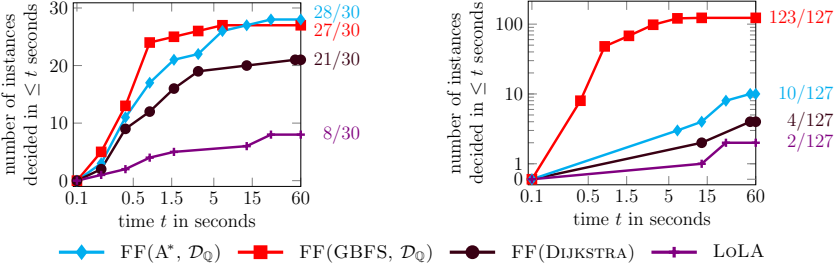 number of instances
decided in ≤ t seconds
30
20
10
0
0.1 0.5 1.5 5 15 60
time t in seconds
28/30
27/30
21/30
8/30
number of instances
decided in ≤ t seconds
100
10
1
0
0.1 0.5 1.5 5 15 60
time t in seconds
123/127
10/127
4/127
2/127
FF(A*, 𝒟ℚ) FF(GBFS, 𝒟ℚ) FF(DIJKSTRA) LOLA